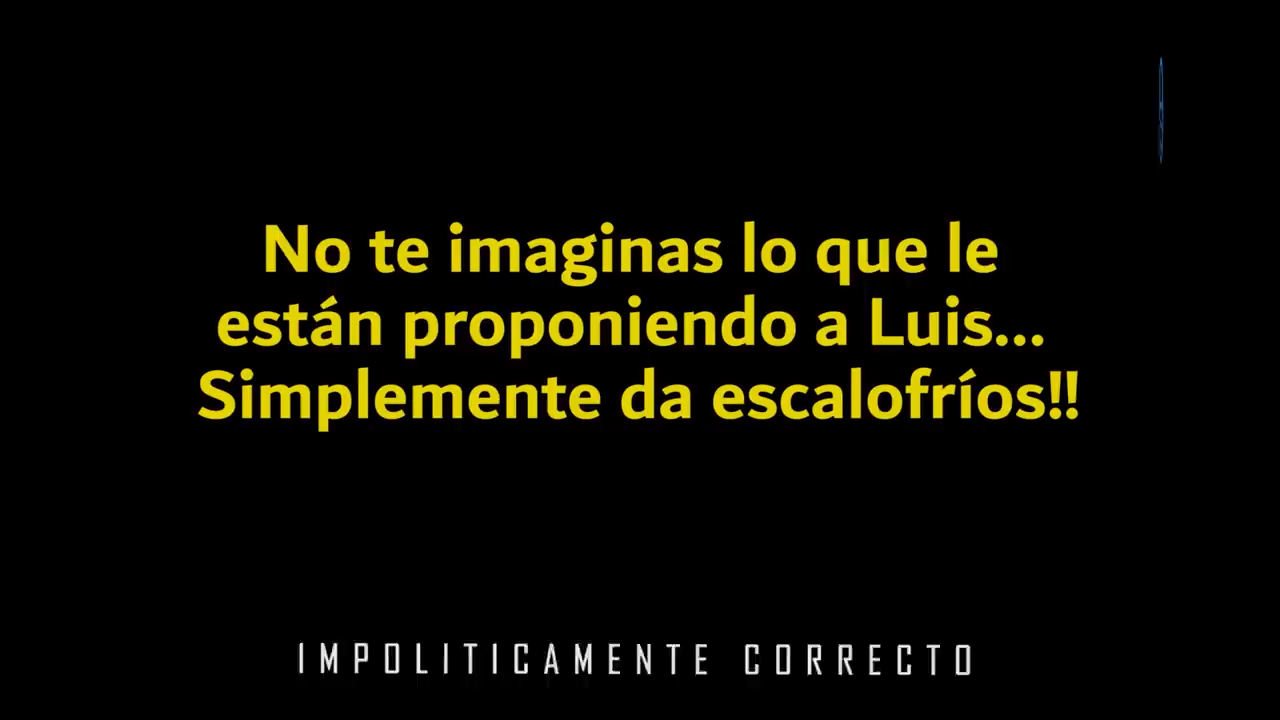 No te imaginas lo que le
están proponiendo a Luis...
Simplemente da escalofríos!!
IMPOLITICAMENTE CORRECTO